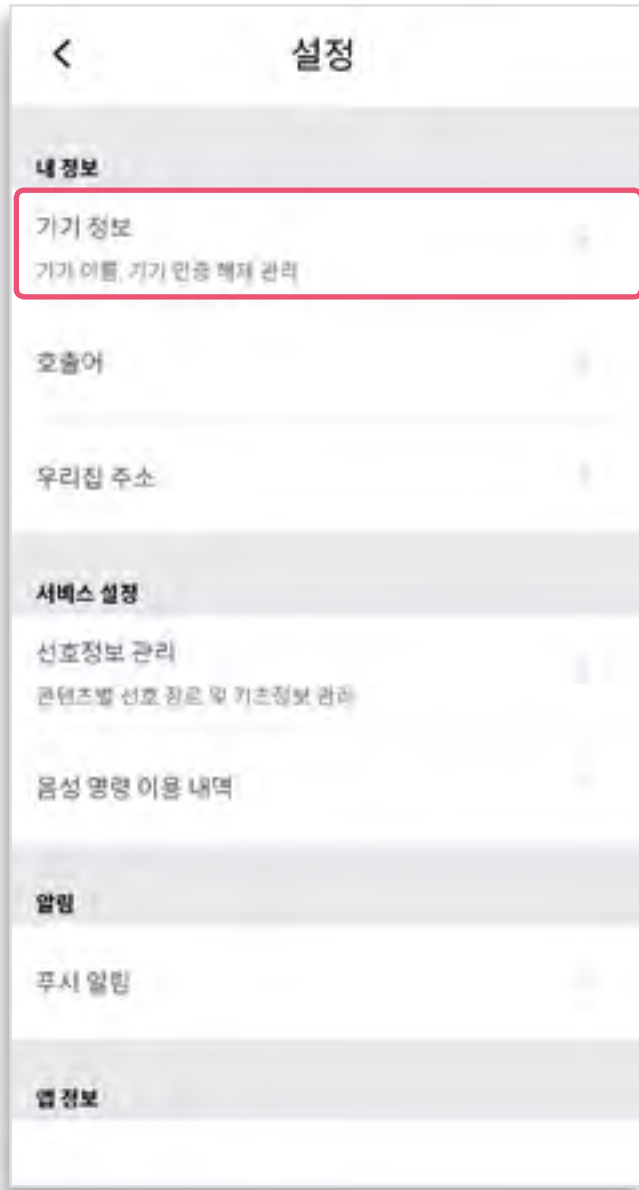 설정
내 정보
기기 정보
기기 이름, 기기 인증 해제 관리
호출어
우리집 주소
서비스 설정
선호정보 관리
콘텐츠별 선호 장르 및 기초정보 관리
음성 명령 이용 내역
알림
푸시 알림
앱 정보